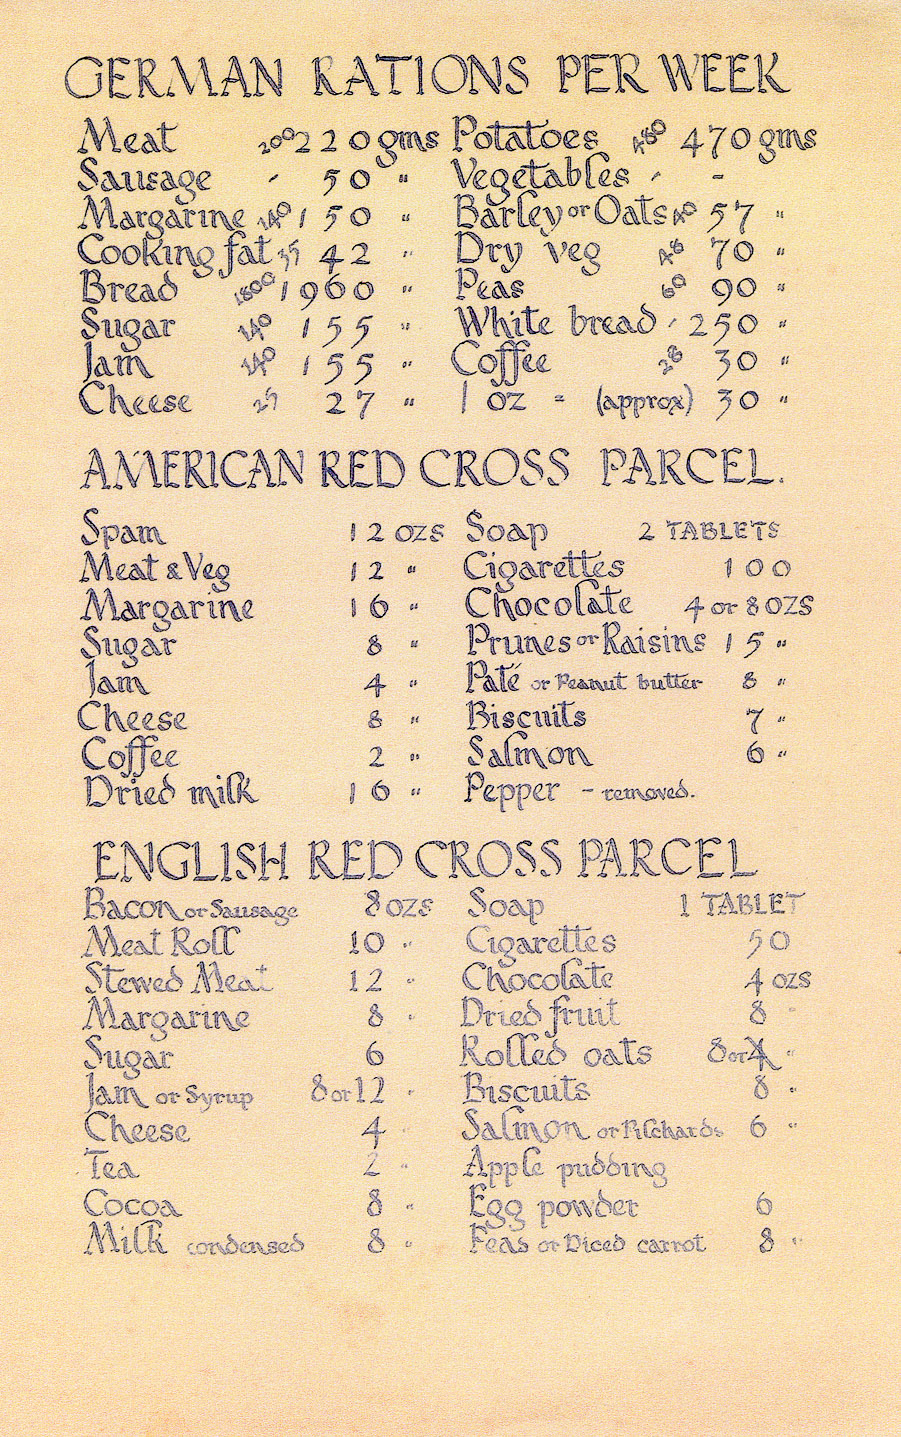 GERMAN RATIONS PER WEEK
Meat 200 220 gms Potatoes 480 470 gms
Sausage - 50 " Vegetables - -
Margarine 140 150 " Barley or Oats 40 57 "
Cooking fat 35 42 " Dry veg 46 70 "
Bread 1800 1960 " Peas 60 90 "
Sugar 140 155 " White bread - 250 "
Jam 140 155 " Coffee 28 30 "
Cheese 25 27 " 1 oz = (approx) 30 "
AMERICAN RED CROSS PARCEL.
Spam 12 ozs Soap 2 TABLETS
Meat & Veg 12 " Cigarettes 100
Margarine 16 " Chocolate 4 or 8 ozs
Sugar 8 " Prunes or Raisins 15 "
Jam 4 " Paté or Peanut butter 8 "
Cheese 8 " Biscuits 7 "
Coffee 2 " Salmon 6 "
Dried milk 16 " Pepper - removed.
ENGLISH RED CROSS PARCEL
Bacon or Sausage 8 ozs Soap 1 TABLET
Meat Roll 10 " Cigarettes 50
Stewed Meat 12 " Chocolate 4 ozs
Margarine 8 " Dried fruit 8 "
Sugar 6 Rolled oats 8 or 4 "
Jam or Syrup 8 or 12 " Biscuits 8 "
Cheese 4 " Salmon or Pilchards 6 "
Tea 2 " Apple pudding
Cocoa 8 " Egg powder 6
Milk condensed 8 " Peas or Diced carrot 8 "